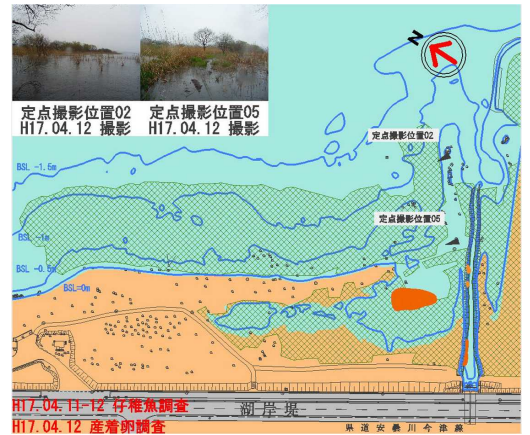 N
定点撮影位置02
H17.04.12 撮影
定点撮影位置05
H17.04.12 撮影
定点撮影位置02
BSL -1.5m
定点撮影位置05
BSL -1m
BSL -0.5m
BSL=0m
H17.04.11-12 仔稚魚調査
湖岸堤
H17.04.12 産着卵調査
県道安曇川今津線